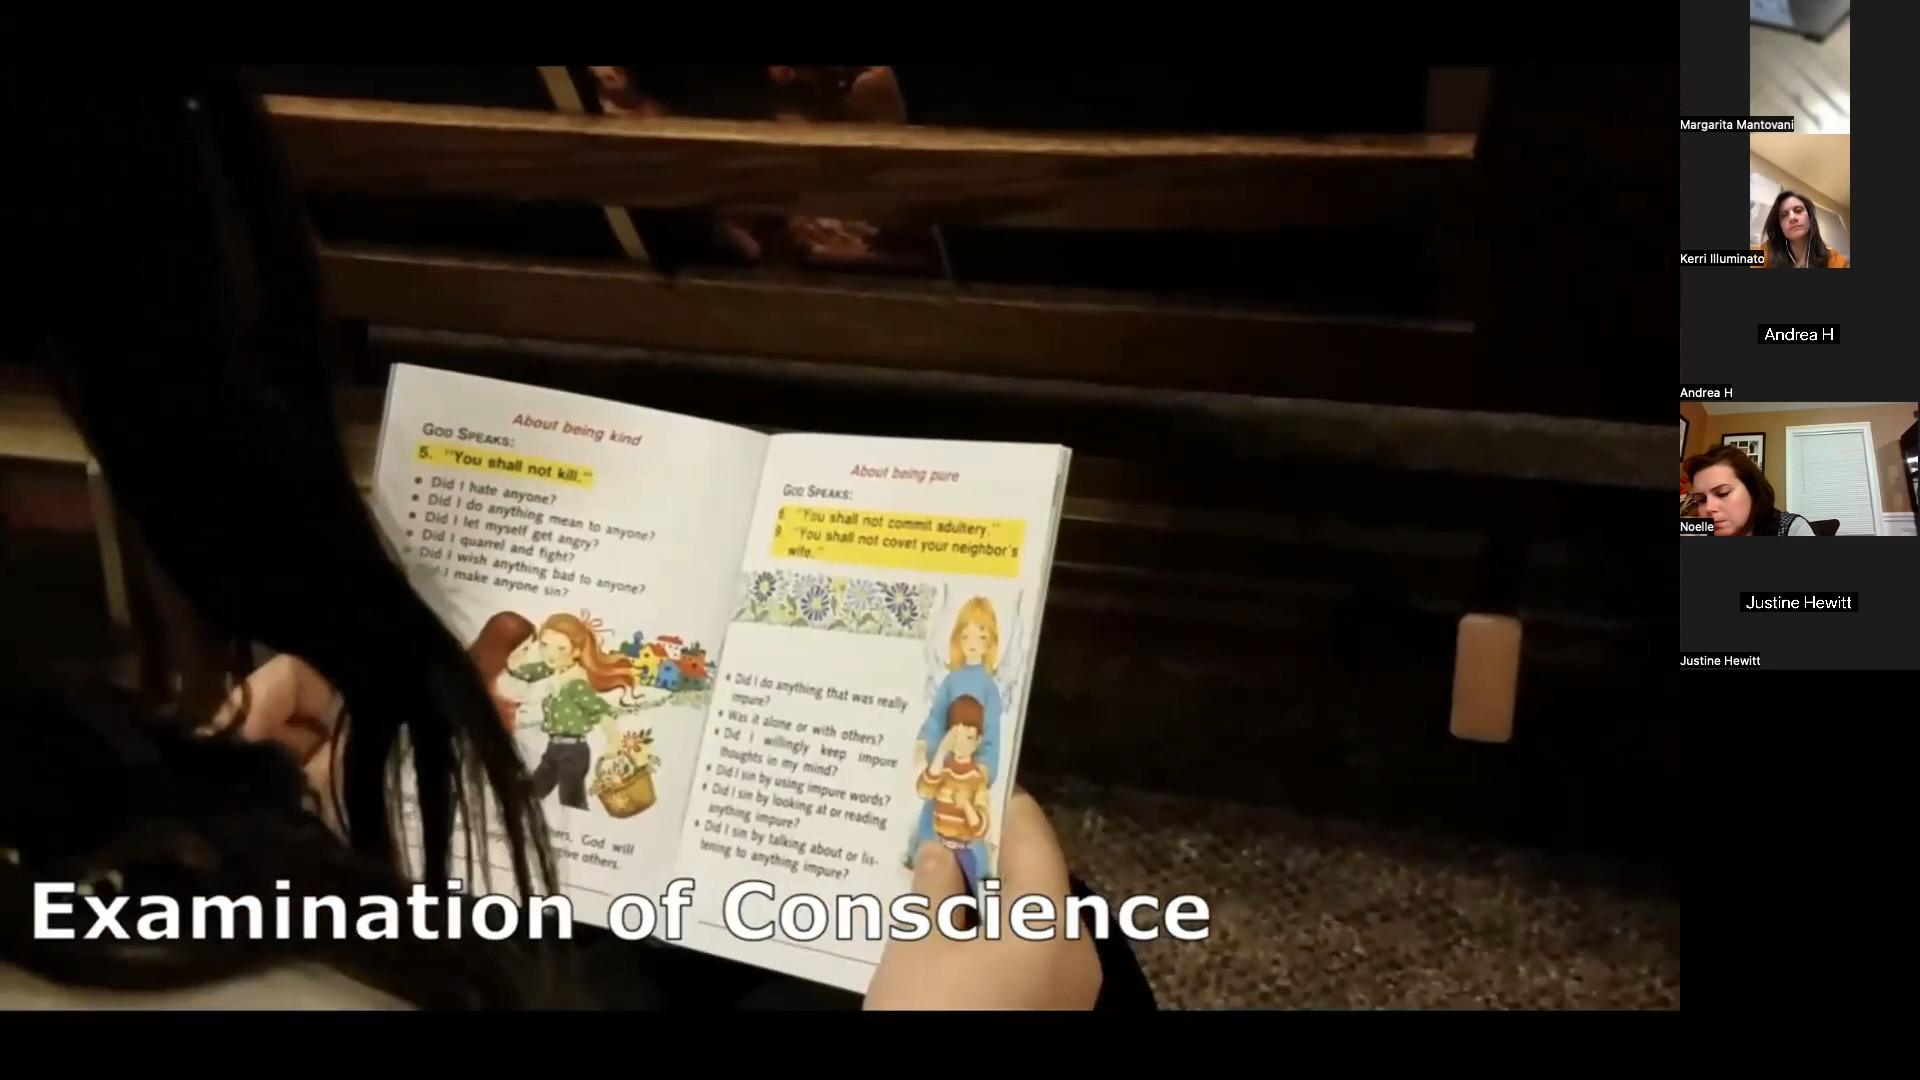 About being kind
GOD SPEAKS:
5. "You shall not kill."
• Did I hate anyone?
• Did I do anything mean to anyone?
• Did I let myself get angry?
• Did I quarrel and fight?
• Did I wish anything bad to anyone?
I make anyone sin?
God will
give others.
About being pure
GOD SPEAKS:
6 "You shall not commit adultery."
9 "You shall not covet your neighbor's
wife."
• Did I do anything that was really
impure?
• Was it alone or with others?
• Did I willingly keep impure
thoughts in my mind?
• Did I sin by using impure words?
• Did I sin by looking at or reading
anything impure?
• Did I sin by talking about or lis-
tening to anything impure?
Examination of Conscience
Margarita Mantovani
Kerri Illuminato
Andrea H
Andrea H
Noelle
Justine Hewitt
Justine Hewitt